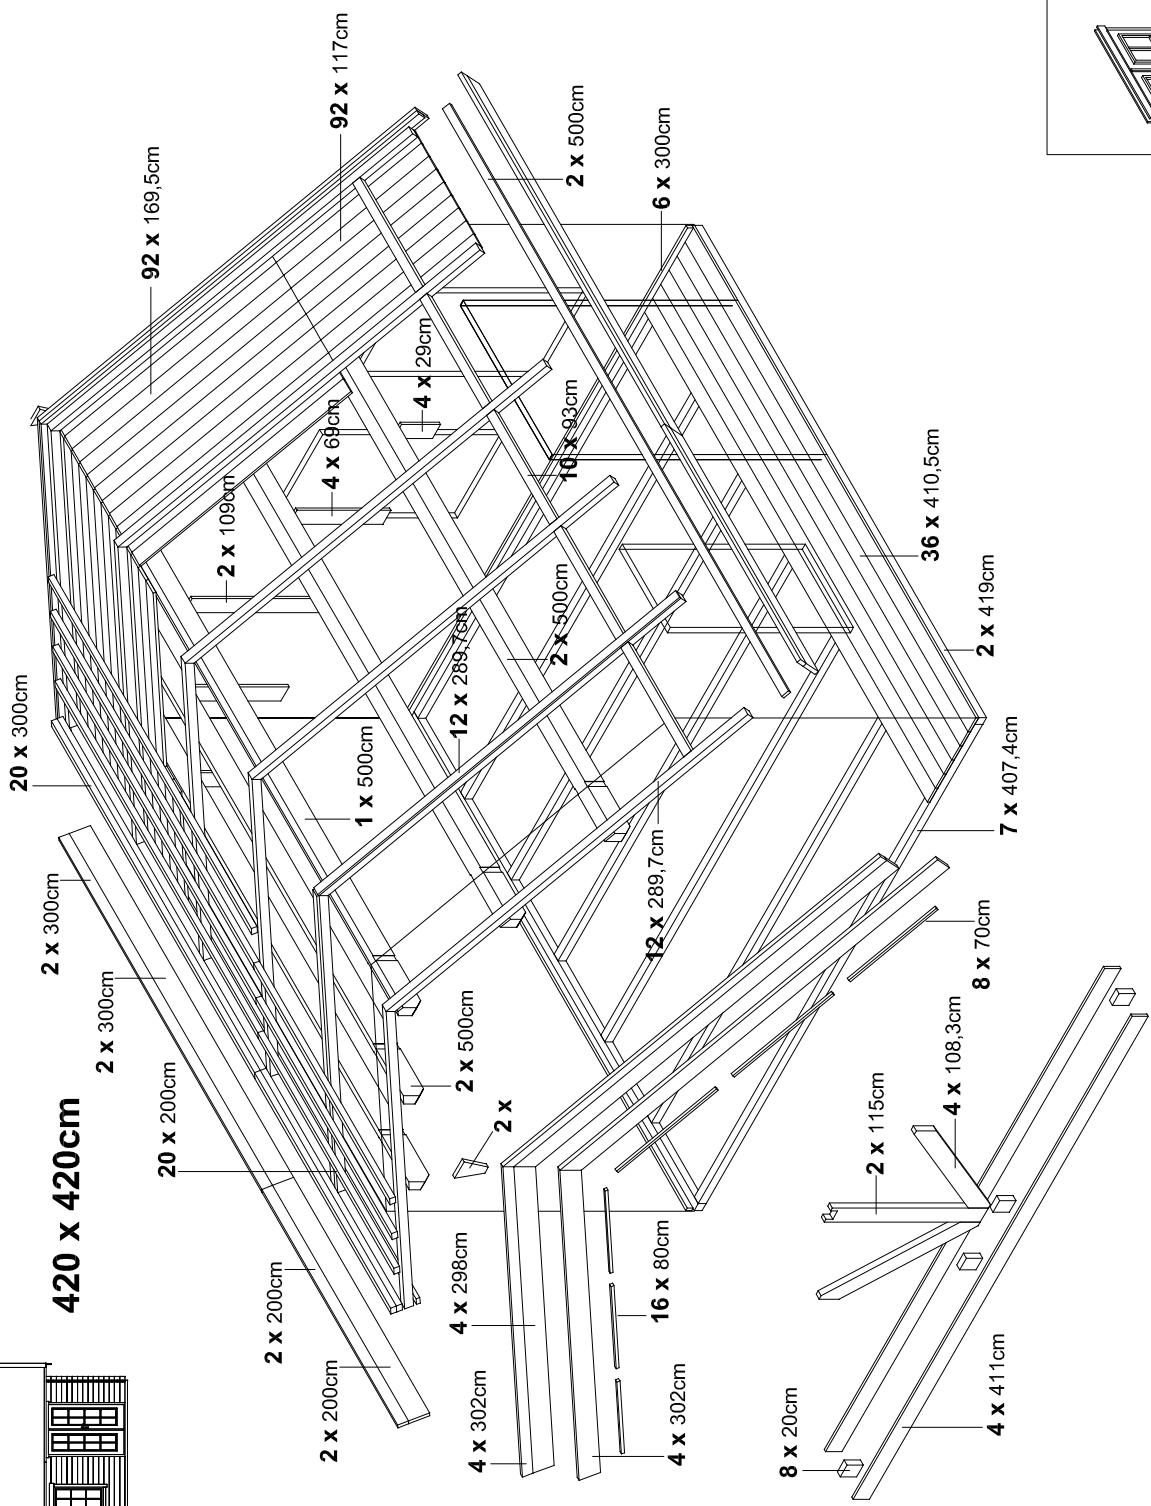 420 x 420cm
2 x 200cm
2 x 200cm
20 x 200cm
2 x 300cm
2 x 300cm
20 x 300cm
92 x 169,5cm
92 x 117cm
2 x 109cm
4 x 69cm
4 x 29cm
1 x 500cm
12 x 289,7cm
2 x 500cm
10 x 93cm
2 x 500cm
6 x 300cm
2 x 500cm
2 x
12 x 289,7cm
36 x 410,5cm
2 x 419cm
7 x 407,4cm
4 x 302cm
4 x 298cm
16 x 80cm
4 x 302cm
8 x 70cm
2 x 115cm
4 x 108,3cm
8 x 20cm
4 x 411cm